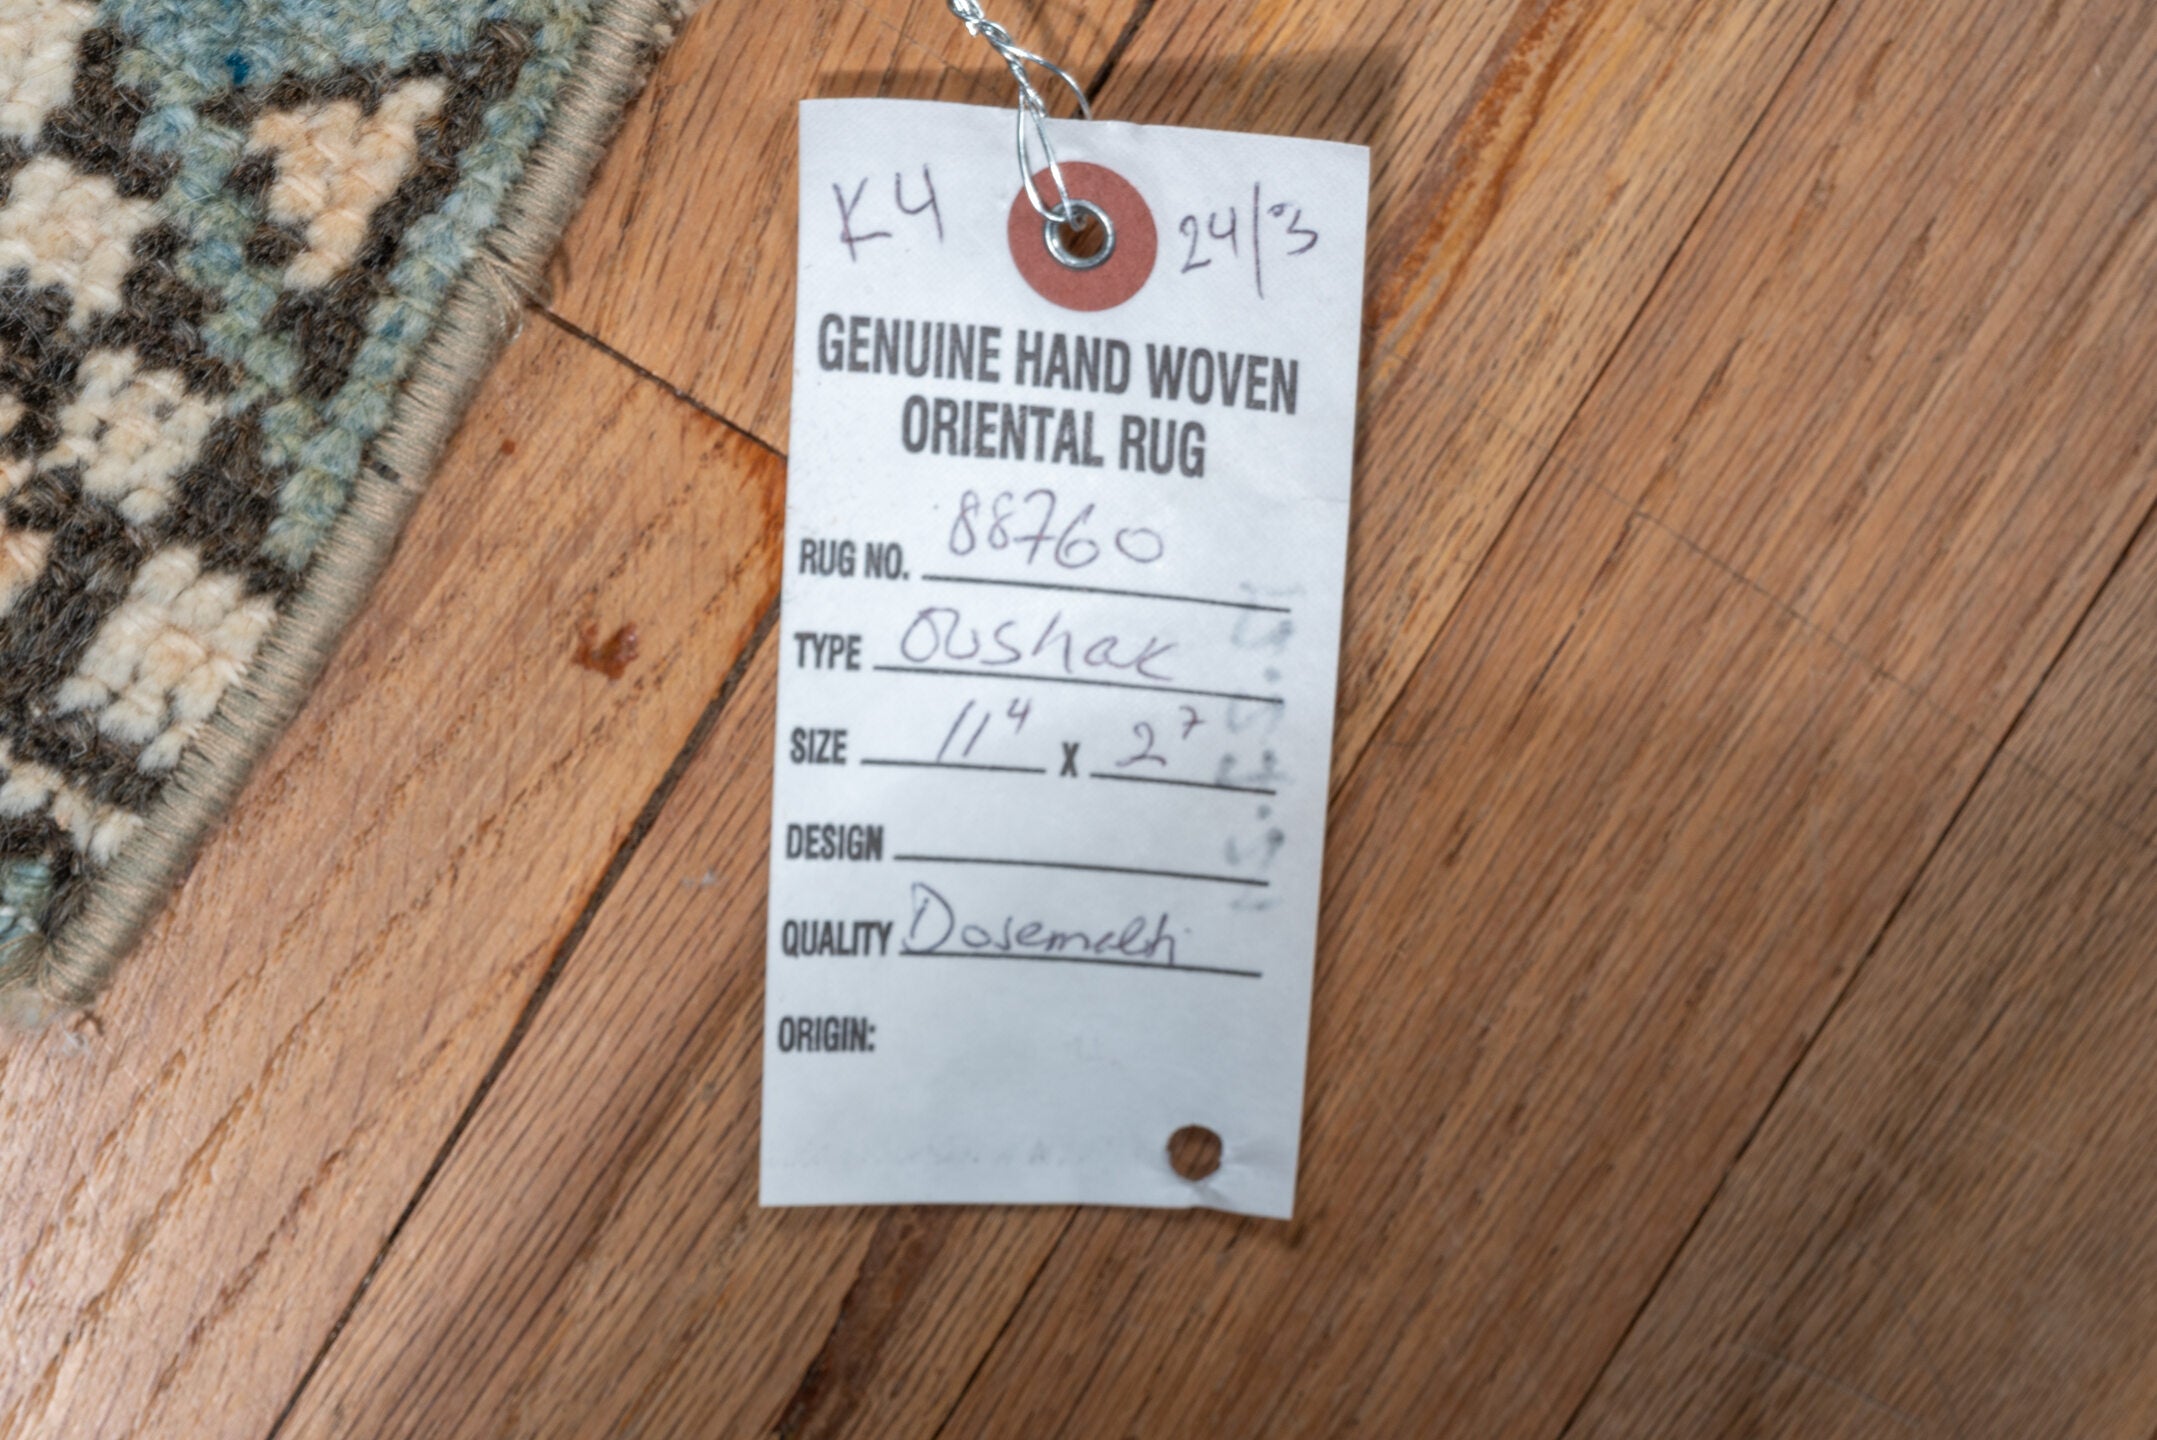 K4 24/3
GENUINE HAND WOVEN
ORIENTAL RUG
RUG NO. 88760
TYPE Oushak
SIZE 11⁴ X 2⁷
DESIGN
QUALITY Dosemalti
ORIGIN: